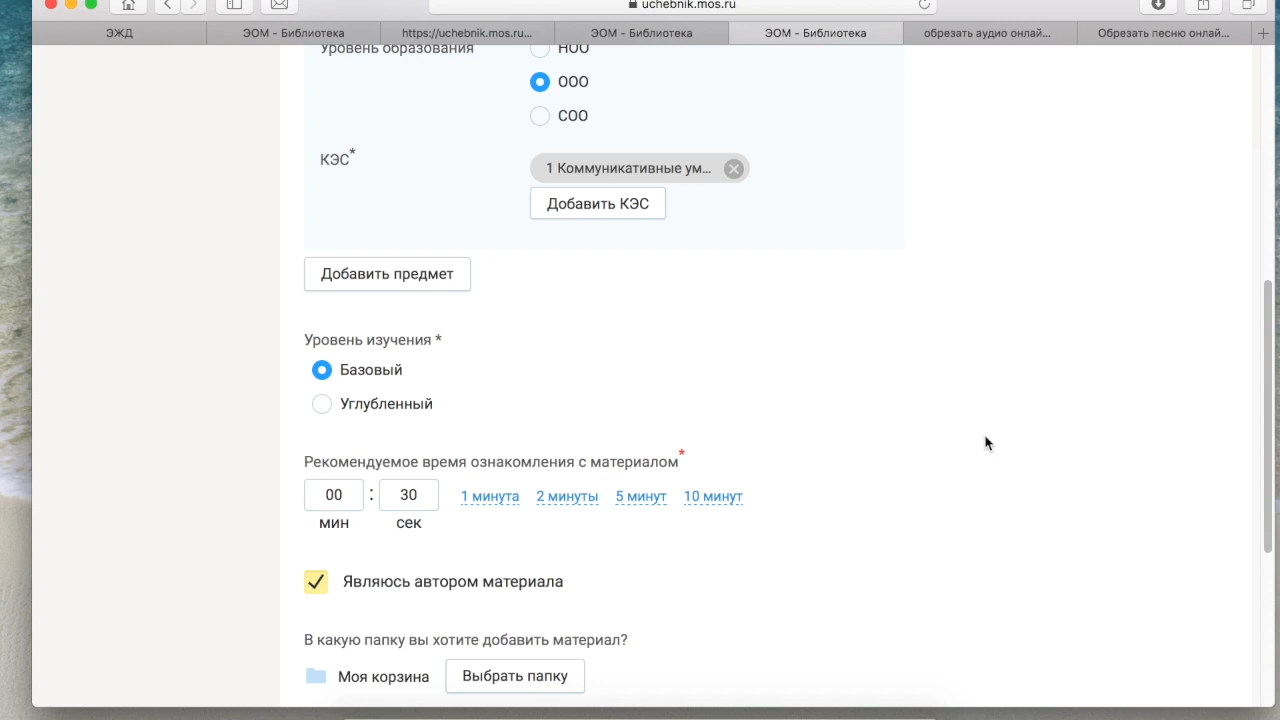 uchebnik.mos.ru
ЭЖД
ЭОМ - Библиотека
https://uchebnik.mos.ru...
ЭОМ - Библиотека
ЭОМ - Библиотека
обрезать аудио онлай...
Обрезать песню онлай...
Уровень образования
НОО
ООО
СОО
КЭС*
1 Коммуникативные ум...
Добавить КЭС
Добавить предмет
Уровень изучения *
Базовый
Углубленный
Рекомендуемое время ознакомления с материалом*
00 : 30 1 минута 2 минуты 5 минут 10 минут
мин сек
Являюсь автором материала
В какую папку вы хотите добавить материал?
Моя корзина Выбрать папку